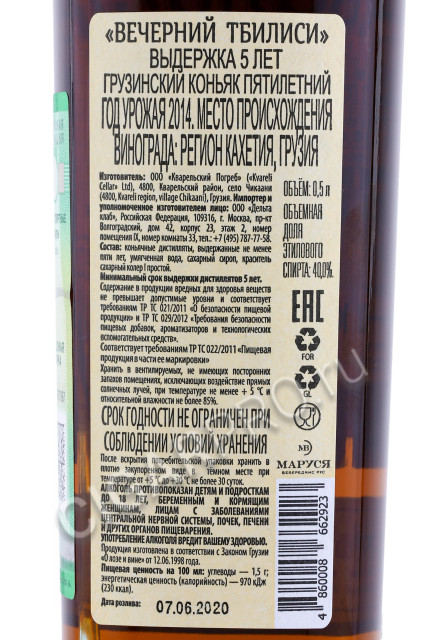 «ВЕЧЕРНИЙ ТБИЛИСИ»
ВЫДЕРЖКА 5 ЛЕТ
ГРУЗИНСКИЙ КОНЬЯК ПЯТИЛЕТНИЙ
ГОД УРОЖАЯ 2014. МЕСТО ПРОИСХОЖДЕНИЯ
ВИНОГРАДА: РЕГИОН КАХЕТИЯ, ГРУЗИЯ
Изготовитель: ООО «Кварельский Погреб» («Kvareli
Cellar» Ltd), 4800, Кварельский район, село Чикаани
(4800, Kvareli region, village Chikaani), Грузия. Импортер и
уполномоченное изготовителем лицо: ООО «Дельта
клаб», Российская Федерация, 109316, г. Москва, пр-кт
Волгоградский, дом 42, корпус 23, этаж 2, номер
помещения IX, номер комнаты 33, тел.: +7 (495) 787-77-58.
Состав: коньячные дистилляты, выдержанные не менее
пяти лет, умягченная вода, сахарный сироп, краситель
сахарный колер I простой.
Минимальный срок выдержки дистиллятов 5 лет.
Содержание в продукции вредных для здоровья веществ
не превышает допустимые уровни и соответствует
требованиям ТР ТС 021/2011 «О безопасности пищевой
продукции» и ТР ТС 029/2012 «Требования безопасности
пищевых добавок, ароматизаторов и технологических
вспомогательных средств».
Соответствует требованиям ТР ТС 022/2011 «Пищевая
продукция в части ее маркировки»
Хранить в вентилируемых, не имеющих посторонних
запахов помещениях, исключающих воздействие прямых
солнечных лучей, при температуре не менее + 5 °С и
относительной влажности не более 85%.
СРОК ГОДНОСТИ НЕ ОГРАНИЧЕН ПРИ
СОБЛЮДЕНИИ УСЛОВИЙ ХРАНЕНИЯ
После вскрытия потребительской упаковки хранить в
плотно закупоренном виде в тёмном месте при
температуре от +5 °С до +30 °С не более 30 суток.
АЛКОГОЛЬ ПРОТИВОПОКАЗАН ДЕТЯМ И ПОДРОСТКАМ
ДО 18 ЛЕТ, БЕРЕМЕННЫМ И КОРМЯЩИМ
ЖЕНЩИНАМ, ЛИЦАМ С ЗАБОЛЕВАНИЯМИ
ЦЕНТРАЛЬНОЙ НЕРВНОЙ СИСТЕМЫ, ПОЧЕК, ПЕЧЕНИ
И ДРУГИХ ОРГАНОВ ПИЩЕВАРЕНИЯ.
УПОТРЕБЛЕНИЕ АЛКОГОЛЯ ВРЕДИТ ВАШЕМУ ЗДОРОВЬЮ.
Продукция изготовлена в соответствии с Законом Грузии
«О лозе и вине» от 12.06.1998 года.
Пищевая ценность на 100 мл: углеводы – 1,5 г;
энергетическая ценность (калорийность) – 970 кДж
(230 ккал).
Дата розлива: 07.06.2020
ОБЪЁМ: 0,5 л
ОБЪЕМНАЯ
ДОЛЯ
ЭТИЛОВОГО
СПИРТА: 40,0%
EAC
FOR
GL
МВ
МАРУСЯ
4 860008 662923